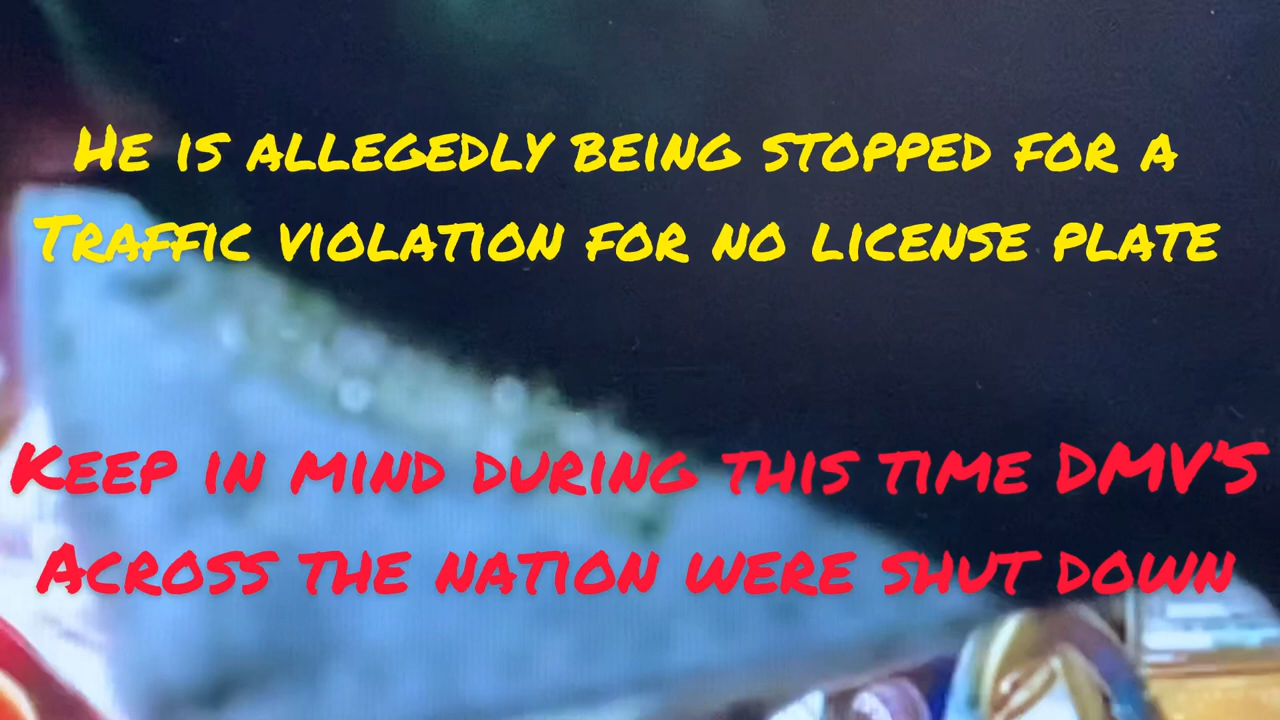 He is allegedly being stopped for a
Traffic violation for no license plate
Keep in mind during this time DMV's
Across the nation were shut down